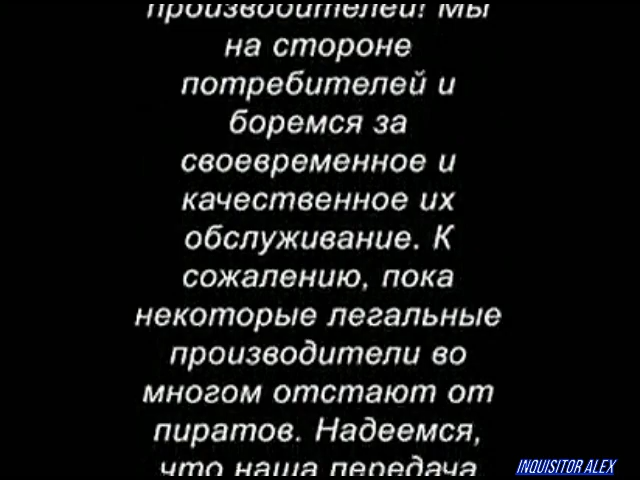 производителей! Мы
на стороне
потребителей и
боремся за
своевременное и
качественное их
обслуживание. К
сожалению, пока
некоторые легальные
производители во
многом отстают от
пиратов. Надеемся,
что наша передача
INQUISITOR ALEX